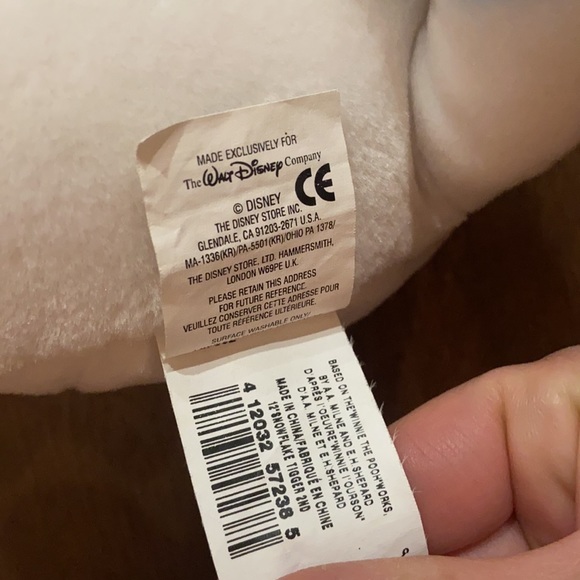 MADE EXCLUSIVELY FOR
The Walt Disney Company
CE
© DISNEY
THE DISNEY STORE INC.
GLENDALE, CA 91203-2671 U.S.A.
MA-1336(KR)/PA-5501(KR)/OHIO PA 1378/
THE DISNEY STORE, LTD. HAMMERSMITH,
LONDON W69PE U.K.
PLEASE RETAIN THIS ADDRESS
FOR FUTURE REFERENCE.
VEUILLEZ CONSERVER CETTE ADRESSE POUR
TOUTE RÉFÉRENCE ULTÉRIEURE.
SURFACE WASHABLE ONLY/
BASED ON THE'WINNIE THE POOH'WORKS,
BY A.A. MILNE AND E.H.SHEPARD
D'APRÈS L'OEUVRE'WINNIE L'OURSON"
D'A.A. MILNE ET E.H.SHEPARD
MADE IN CHINA/FABRIQUÉ EN CHINE
12"SNOWFLAKE TIGGER 2ND
4 12032 57238 5